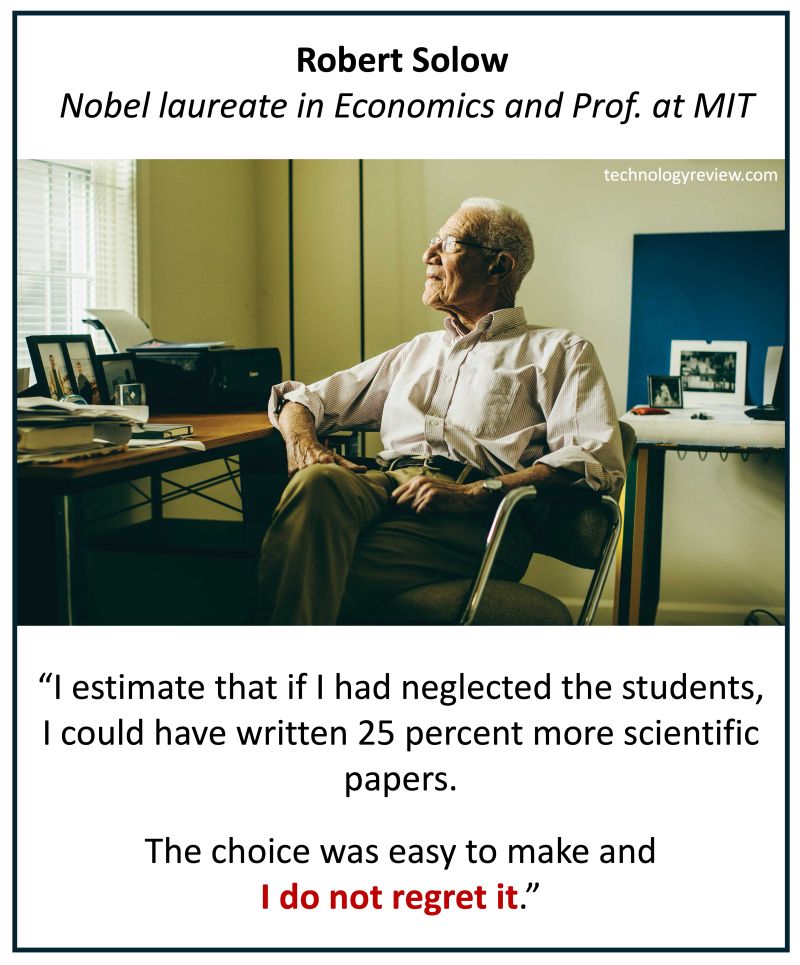 Robert Solow
Nobel laureate in Economics and Prof. at MIT
technologyreview.com
“I estimate that if I had neglected the students,
I could have written 25 percent more scientific
papers.
The choice was easy to make and
I do not regret it.”